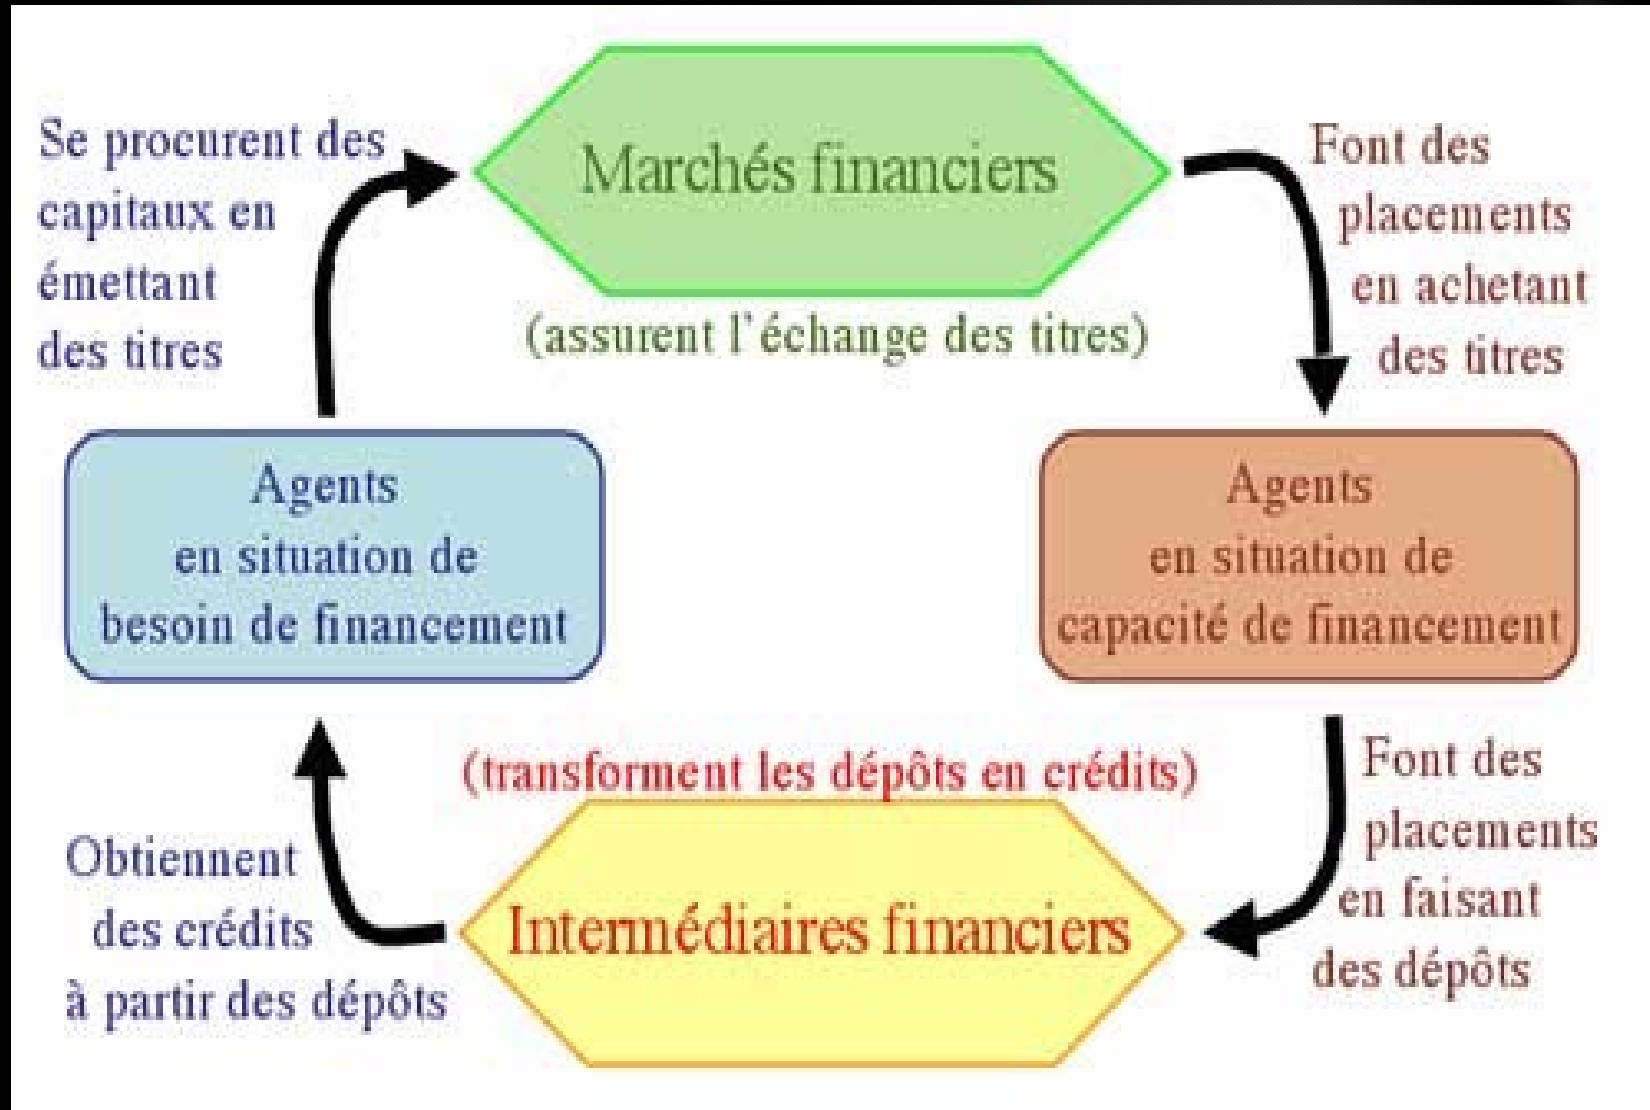 Se procurent des
capitaux en
émettant
des titres
Marchés financiers
(assurent l'échange des titres)
Font des
placements
en achetant
des titres
Agents
en situation de
besoin de financement
Agents
en situation de
capacité de financement
(transforment les dépôts en crédits)
Intermédiaires financiers
Obtiennent
des crédits
à partir des dépôts
Font des
placements
en faisant
des dépôts